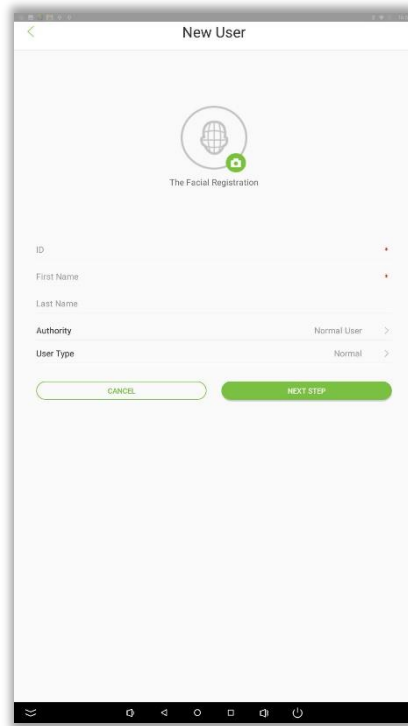 New User
The Facial Registration
ID *
First Name *
Last Name
Authority Normal User
User Type Normal
CANCEL NEXT STEP